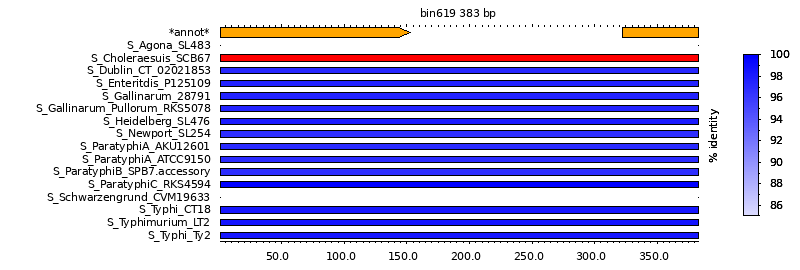 bin619 383 bp
*annot*
S_Agona_SL483
S_Choleraesuis_SCB67
S_Dublin_CT_02021853
S_Enteritdis_P125109
S_Gallinarum_28791
S_Gallinarum_Pullorum_RKS5078
S_Heidelberg_SL476
S_Newport_SL254
S_ParatyphiA_AKU12601
S_ParatyphiA_ATCC9150
S_ParatyphiB_SPB7.accessory
S_ParatyphiC_RKS4594
S_Schwarzengrund_CVM19633
S_Typhi_CT18
S_Typhimurium_LT2
S_Typhi_Ty2
50.0 100.0 150.0 200.0 250.0 300.0 350.0
% identity
100
98
96
94
92
90
88
86